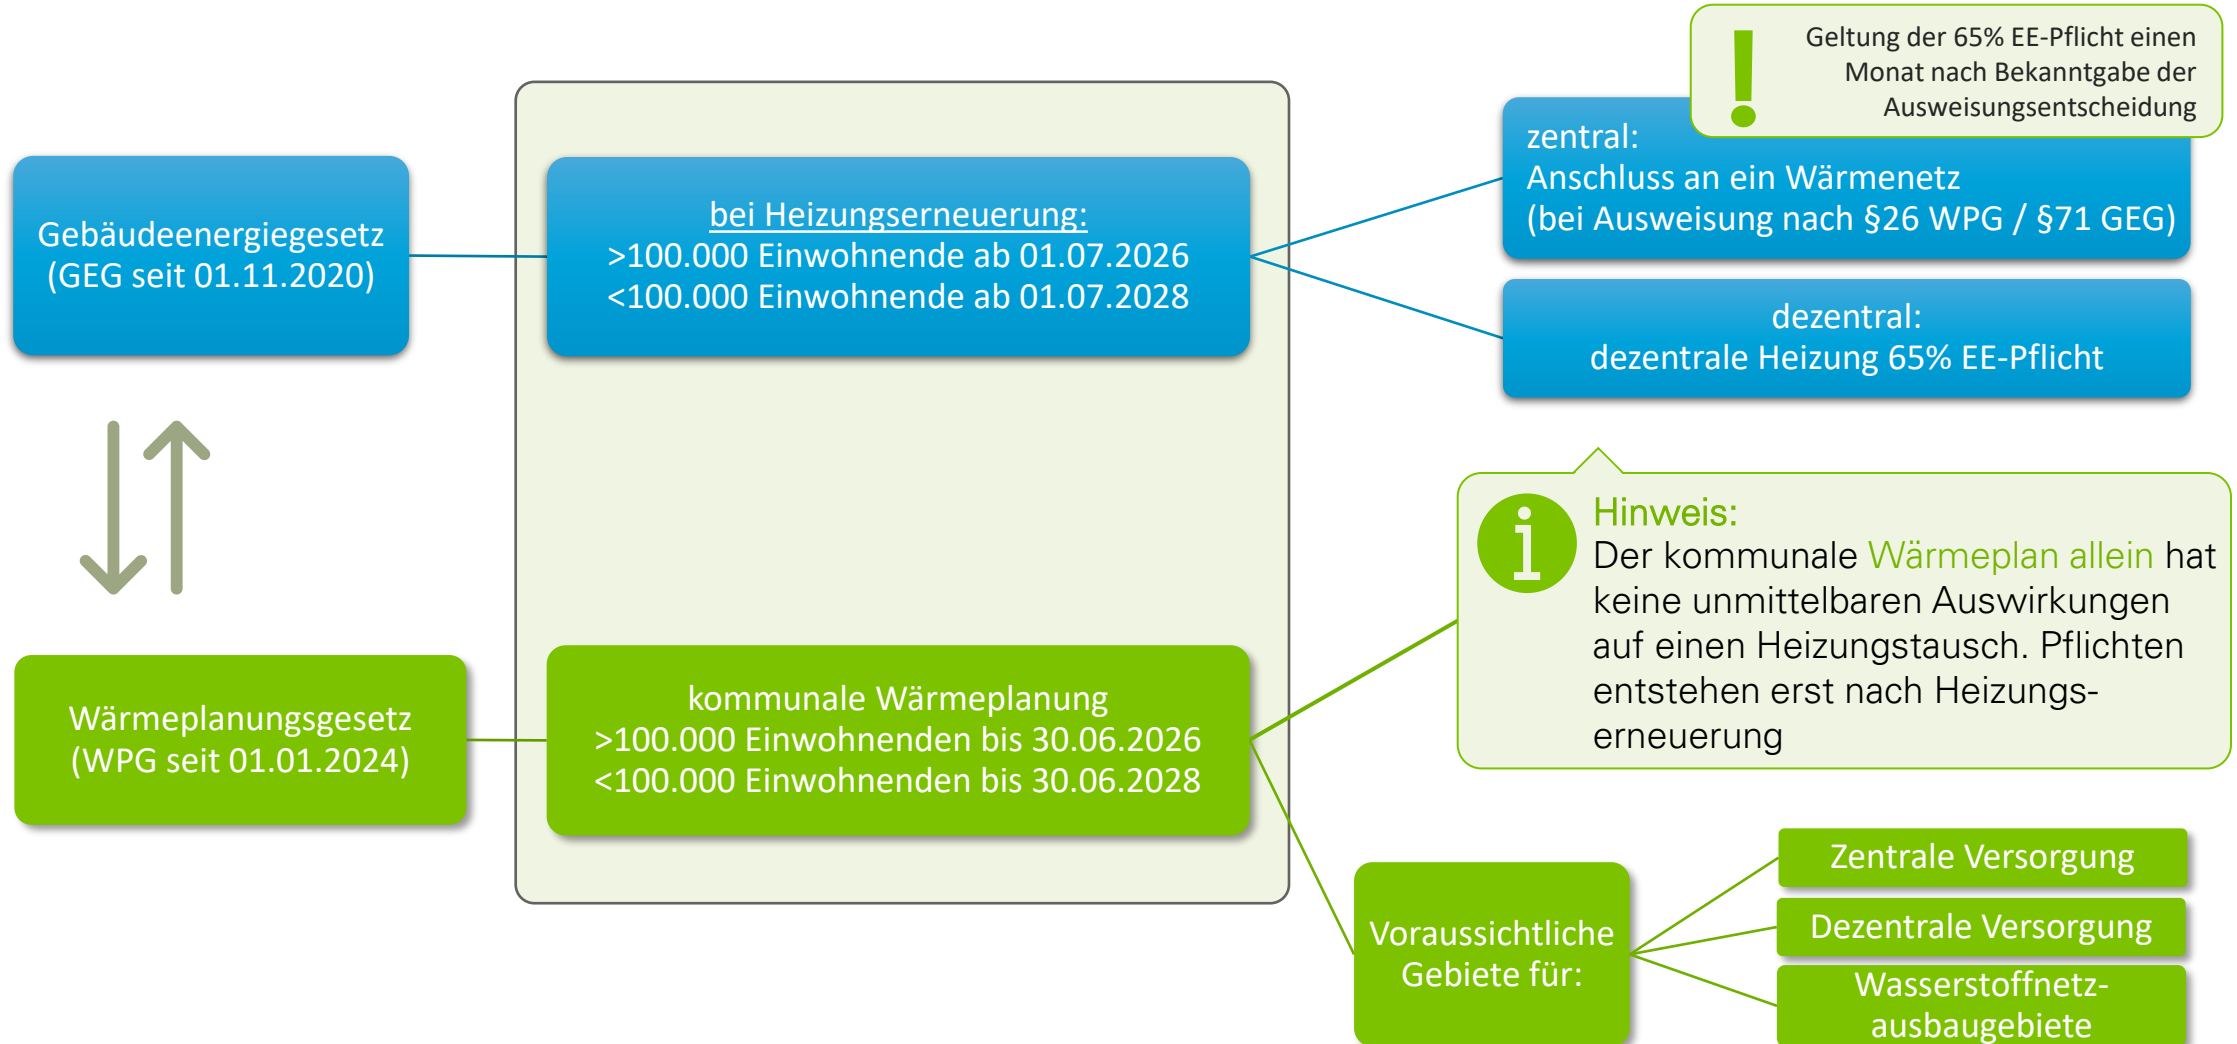 Geltung der 65% EE-Pflicht einen
Monat nach Bekanntgabe der
Ausweisungsentscheidung
Gebäudeenergiegesetz
(GEG seit 01.11.2020)
bei Heizungserneuerung:
>100.000 Einwohnende ab 01.07.2026
<100.000 Einwohnende ab 01.07.2028
zentral:
Anschluss an ein Wärmenetz
(bei Ausweisung nach §26 WPG / §71 GEG)
dezentral:
dezentrale Heizung 65% EE-Pflicht
Hinweis:
Der kommunale Wärmeplan allein hat
keine unmittelbaren Auswirkungen
auf einen Heizungstausch. Pflichten
entstehen erst nach Heizungs-
erneuerung
Wärmeplanungsgesetz
(WPG seit 01.01.2024)
kommunale Wärmeplanung
>100.000 Einwohnenden bis 30.06.2026
<100.000 Einwohnenden bis 30.06.2028
Voraussichtliche
Gebiete für:
Zentrale Versorgung
Dezentrale Versorgung
Wasserstoffnetz-
ausbaugebiete